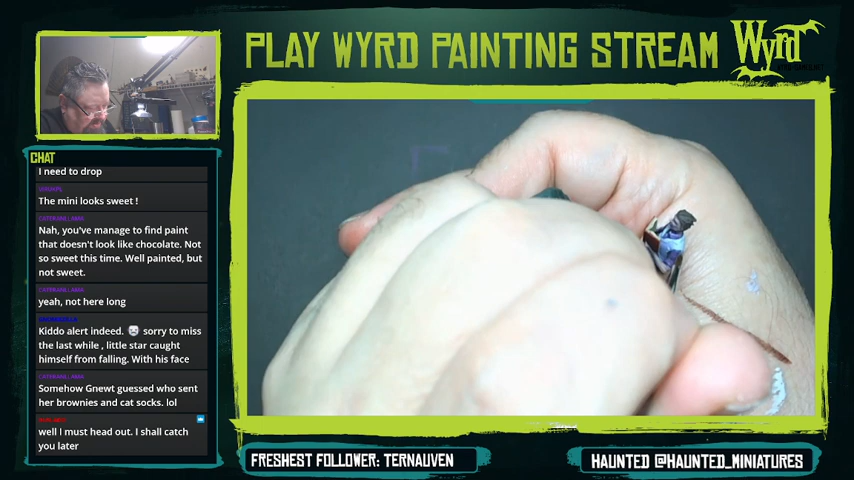 PLAY WYRD PAINTING STREAM
Wyrd
CHAT
I need to drop
The mini looks sweet !
CATERANLLAMA
Nah, you've manage to find paint
that doesn't look like chocolate. Not
so sweet this time. Well painted, but
not sweet.
CATERANLLAMA
yeah, not here long
Kiddo alert indeed. sorry to miss
the last while , little star caught
himself from falling. With his face
CATERANLLAMA
Somehow Gnewt guessed who sent
her brownies and cat socks. lol
well I must head out. I shall catch
you later
FRESHEST FOLLOWER: TERNAUVEN
HAUNTED @HAUNTED_MINIATURES